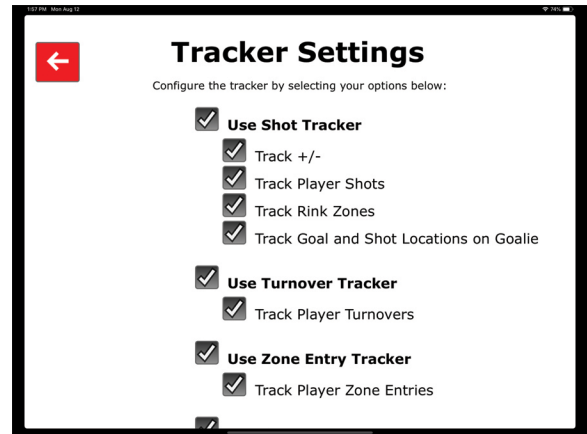 1:57 PM Mon Aug 12
74%
Tracker Settings
Configure the tracker by selecting your options below:
Use Shot Tracker
Track +/-
Track Player Shots
Track Rink Zones
Track Goal and Shot Locations on Goalie
Use Turnover Tracker
Track Player Turnovers
Use Zone Entry Tracker
Track Player Zone Entries